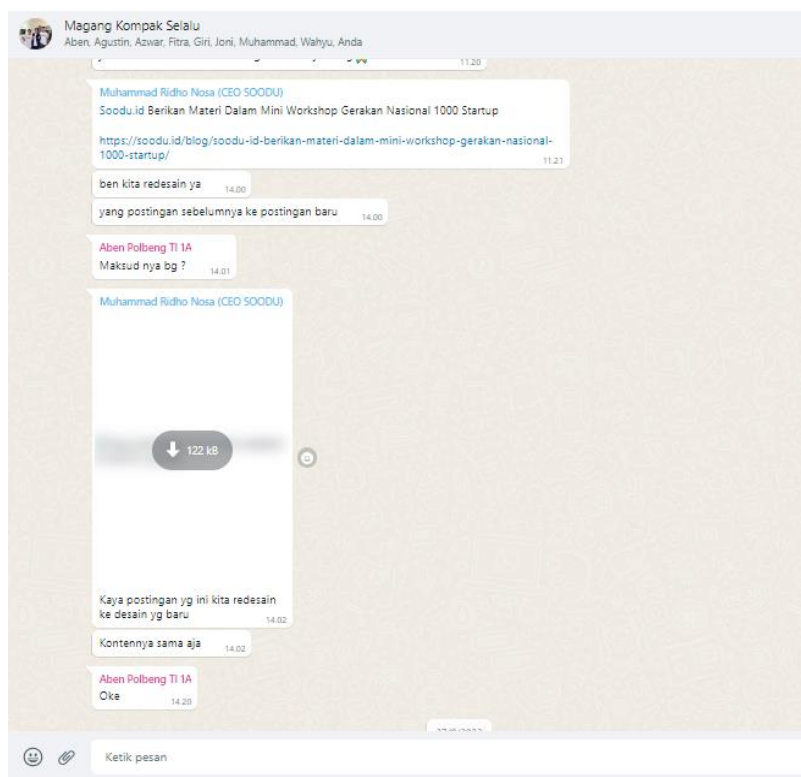 Magang Kompak Selalu
Aben, Agustin, Azwar, Fitra, Giri, Joni, Muhammad, Wahyu, Anda
11.20
Muhammad Ridho Nosa (CEO SOODU)
Soodu.id Berikan Materi Dalam Mini Workshop Gerakan Nasional 1000 Startup
https://soodu.id/blog/soodu-id-berikan-materi-dalam-mini-workshop-gerakan-nasional-
1000-startup/
11.21
ben kita redesain ya 14.00
yang postingan sebelumnya ke postingan baru 14.00
Aben Polbeng TI 1A
Maksud nya bg ? 14.01
Muhammad Ridho Nosa (CEO SOODU)
122 kB
Kaya postingan yg ini kita redesain
ke desain yg baru 14.02
Kontennya sama aja 14.02
Aben Polbeng TI 1A
Oke 14.20
Ketik pesan